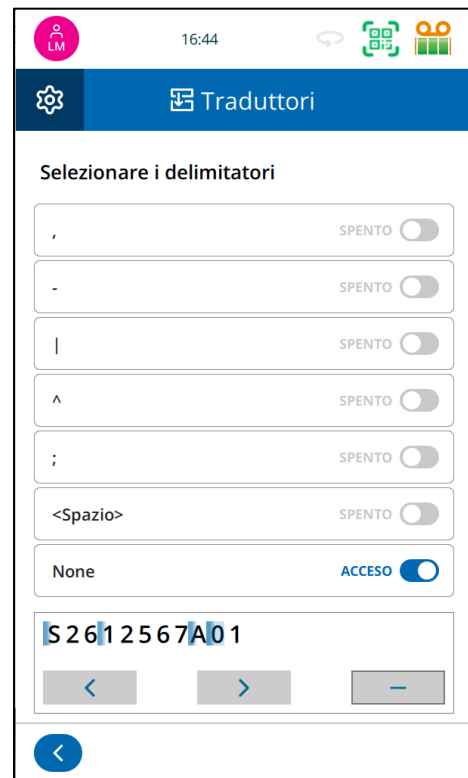 LM
16:44
Traduttori
Selezionare i delimitatori
, SPENTO
- SPENTO
| SPENTO
^ SPENTO
; SPENTO
<Spazio> SPENTO
None ACCESO
S2612567A01